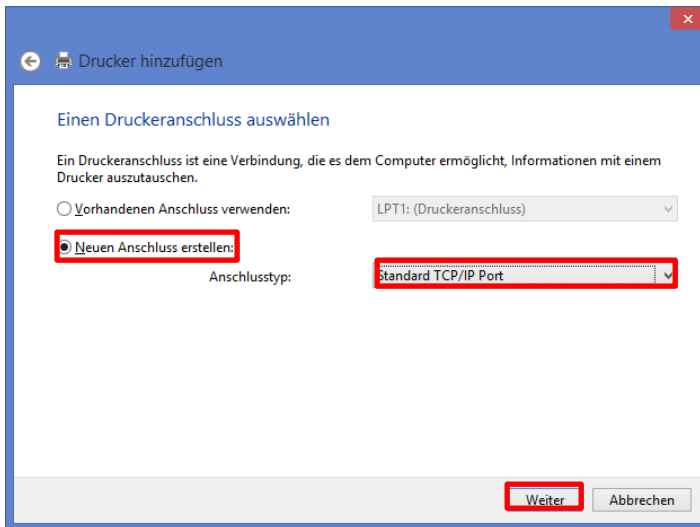 Drucker hinzufügen
Einen Druckeranschluss auswählen
Ein Druckeranschluss ist eine Verbindung, die es dem Computer ermöglicht, Informationen mit einem
Drucker auszutauschen.
Vorhandenen Anschluss verwenden: LPT1: (Druckeranschluss)
Neuen Anschluss erstellen:
Anschlusstyp: Standard TCP/IP Port
Weiter Abbrechen